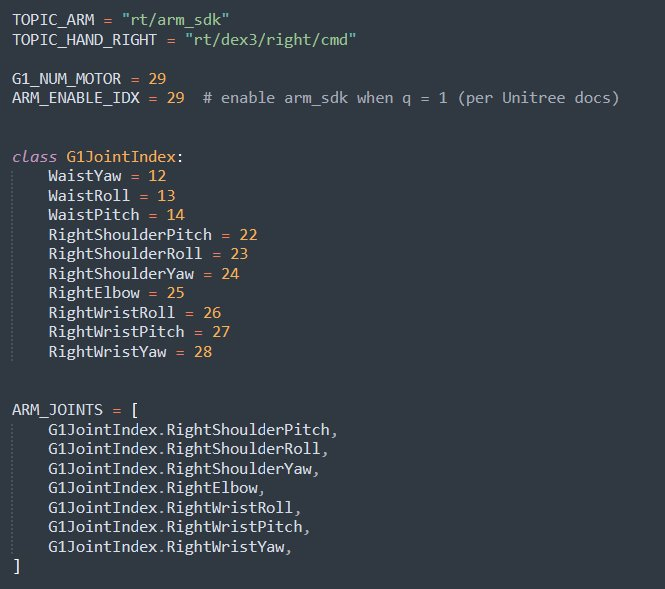 TOPIC_ARM = "rt/arm_sdk"
TOPIC_HAND_RIGHT = "rt/dex3/right/cmd"
G1_NUM_MOTOR = 29
ARM_ENABLE_IDX = 29  # enable arm_sdk when q = 1 (per Unitree docs)
class G1JointIndex:
    WaistYaw = 12
    WaistRoll = 13
    WaistPitch = 14
    RightShoulderPitch = 22
    RightShoulderRoll = 23
    RightShoulderYaw = 24
    RightElbow = 25
    RightWristRoll = 26
    RightWristPitch = 27
    RightWristYaw = 28
ARM_JOINTS = [
    G1JointIndex.RightShoulderPitch,
    G1JointIndex.RightShoulderRoll,
    G1JointIndex.RightShoulderYaw,
    G1JointIndex.RightElbow,
    G1JointIndex.RightWristRoll,
    G1JointIndex.RightWristPitch,
    G1JointIndex.RightWristYaw,
]